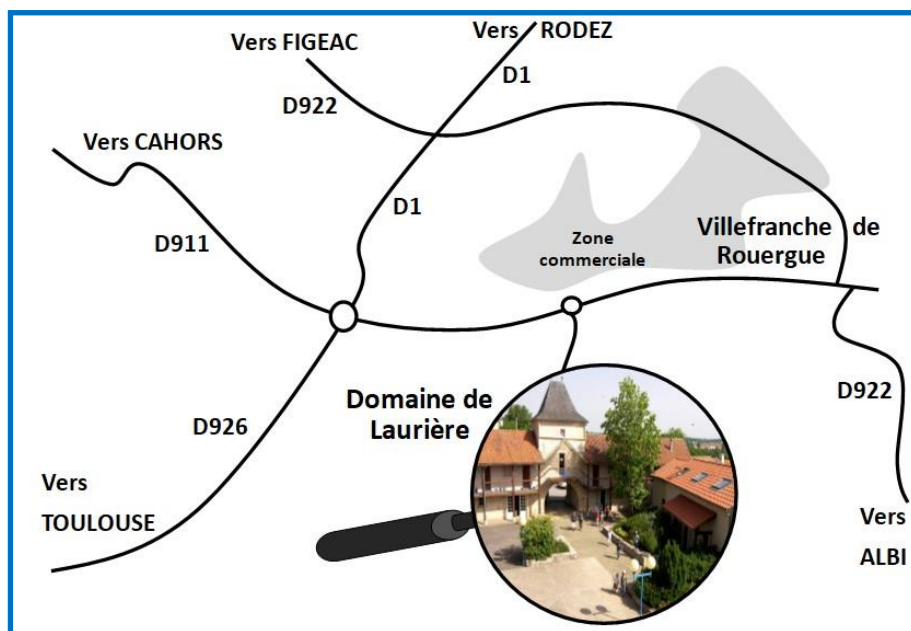 Vers FIGEAC
Vers RODEZ
D1
D922
Vers CAHORS
D1
D911
Zone
commerciale
Villefranche de
Rouergue
Domaine de
Laurière
D926
D922
Vers
TOULOUSE
Vers
ALBI